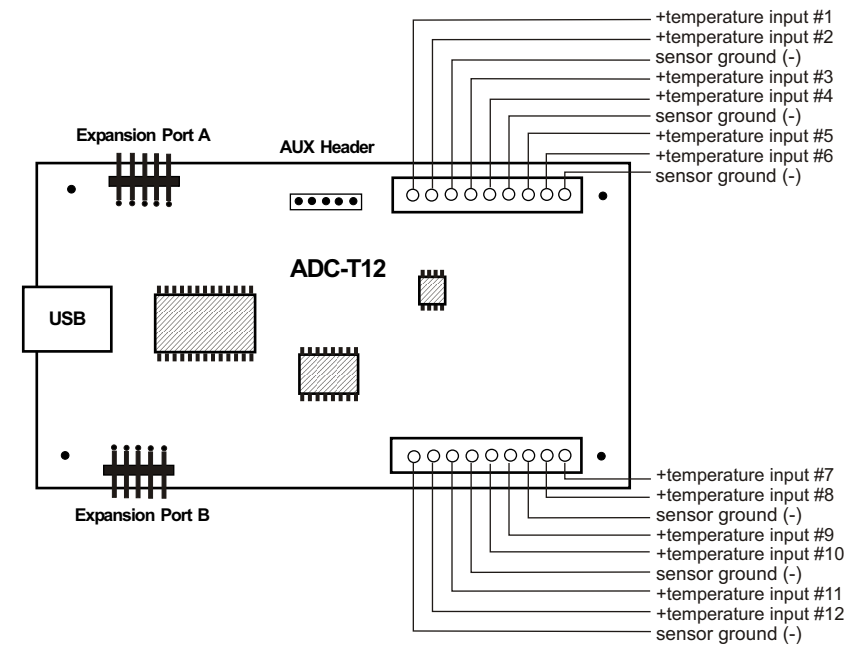 +temperature input #1
+temperature input #2
sensor ground (-)
+temperature input #3
+temperature input #4
sensor ground (-)
+temperature input #5
+temperature input #6
sensor ground (-)
Expansion Port A
AUX Header
ADC-T12
USB
Expansion Port B
+temperature input #7
+temperature input #8
sensor ground (-)
+temperature input #9
+temperature input #10
sensor ground (-)
+temperature input #11
+temperature input #12
sensor ground (-)